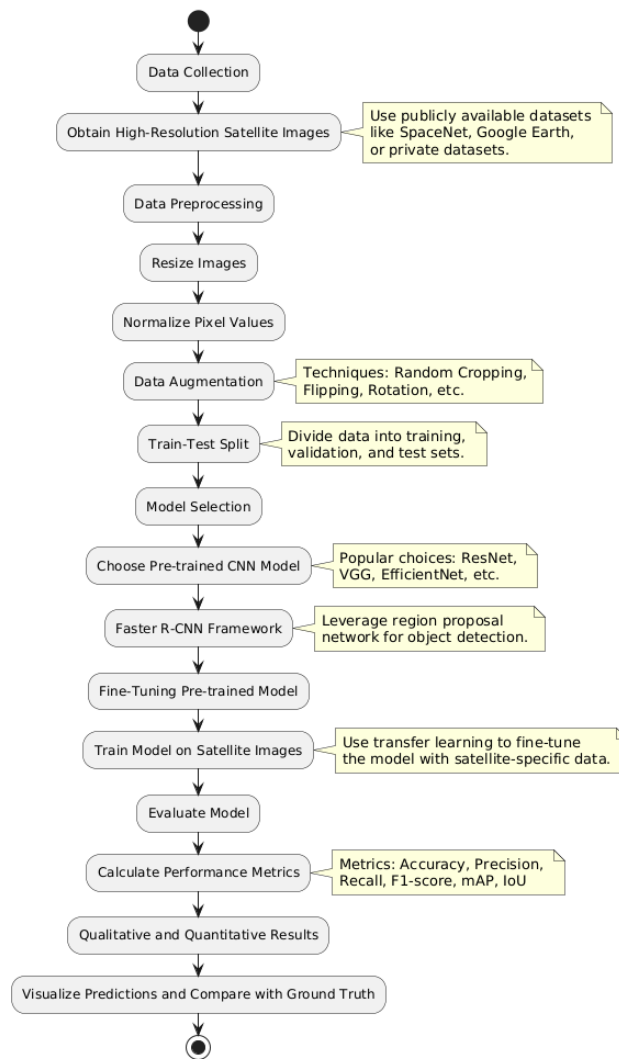 Data Collection
Obtain High-Resolution Satellite Images
Use publicly available datasets
like SpaceNet, Google Earth,
or private datasets.
Data Preprocessing
Resize Images
Normalize Pixel Values
Data Augmentation
Techniques: Random Cropping,
Flipping, Rotation, etc.
Train-Test Split
Divide data into training,
validation, and test sets.
Model Selection
Choose Pre-trained CNN Model
Popular choices: ResNet,
VGG, EfficientNet, etc.
Faster R-CNN Framework
Leverage region proposal
network for object detection.
Fine-Tuning Pre-trained Model
Train Model on Satellite Images
Use transfer learning to fine-tune
the model with satellite-specific data.
Evaluate Model
Calculate Performance Metrics
Metrics: Accuracy, Precision,
Recall, F1-score, mAP, IoU
Qualitative and Quantitative Results
Visualize Predictions and Compare with Ground Truth